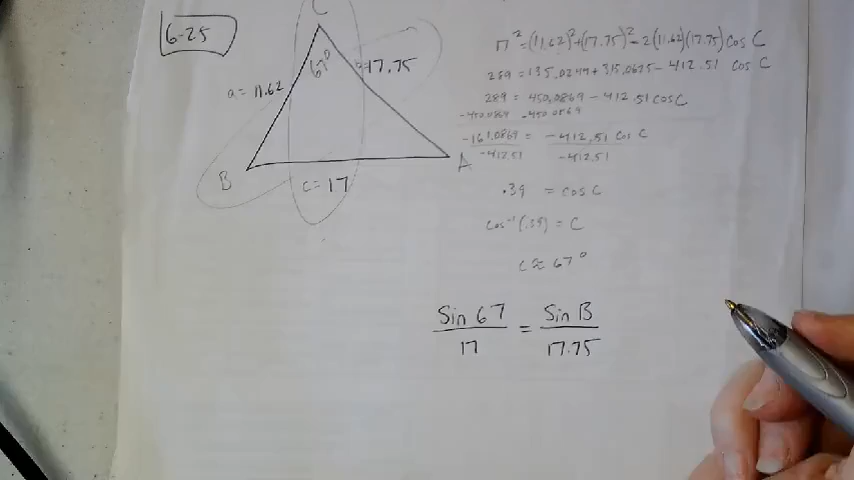 6-25
C
67°
a = 11.62
17.75
B
A
c = 17
17² = (11.62)² + (17.75)² - 2(11.62)(17.75) cos C
289 = 135.0244 + 315.0625 - 412.51 cos C
289 = 450.0869 - 412.51 cos C
-450.0869 -450.0869
-161.0869 = -412.51 cos C
-412.51 -412.51
.39 = cos C
cos⁻¹(.39) = C
C ≈ 67°
Sin 67 = Sin B
17 17.75